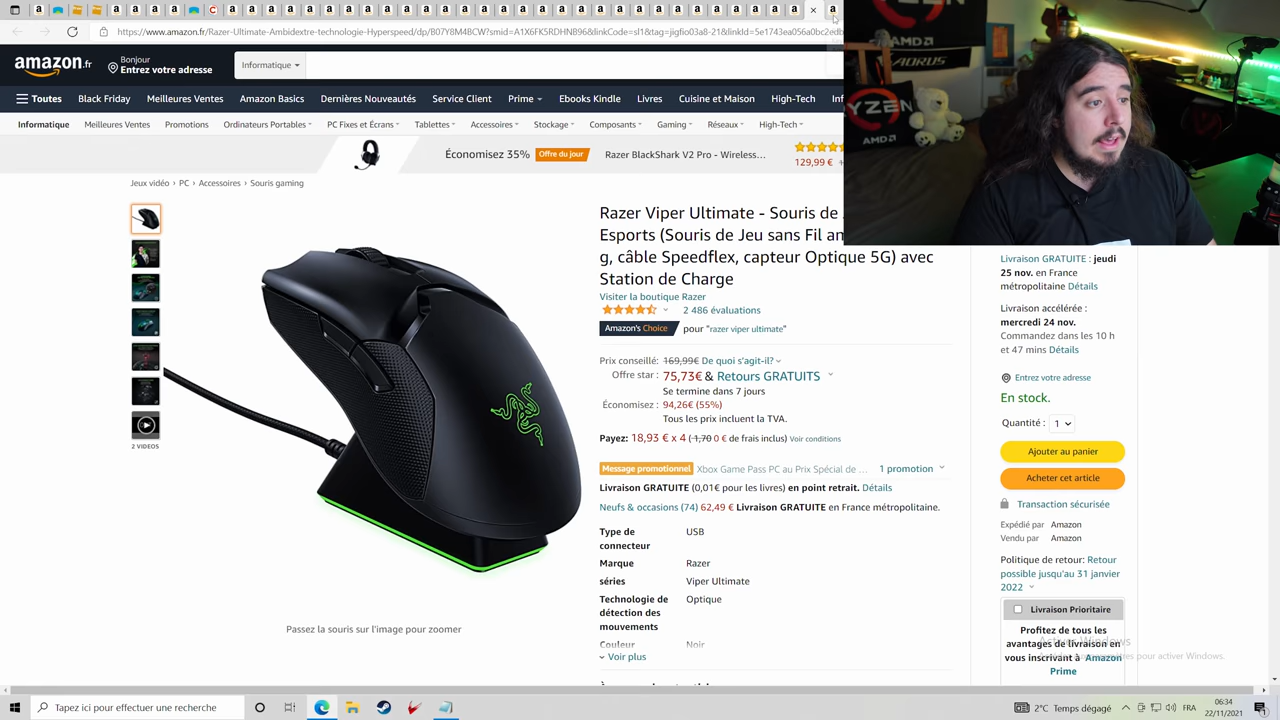 https://www.amazon.fr/Razer-Ultimate-Ambidextre-technologie-Hyperspeed/dp/B07Y8M4BCW?smid=A1X6FK5RDHNB96&linkCode=sl1&tag=jigfio03a8-21&linkId=5e1743ea056a0bc2edb
amazon.fr
Bonjour
Entrez votre adresse
Informatique
Toutes
Black Friday
Meilleures Ventes
Amazon Basics
Dernières Nouveautés
Service Client
Prime
Ebooks Kindle
Livres
Cuisine et Maison
High-Tech
Inf
Informatique
Meilleures Ventes
Promotions
Ordinateurs Portables
PC Fixes et Écrans
Tablettes
Accessoires
Stockage
Composants
Gaming
Réseaux
High-Tech
Économisez 35%
Offre du jour
Razer BlackShark V2 Pro - Wireless…
129,99 €
Jeux vidéo › PC › Accessoires › Souris gaming
2 VIDEOS
Passez la souris sur l'image pour zoomer
Razer Viper Ultimate - Souris de
Esports (Souris de Jeu sans Fil an
g, câble Speedflex, capteur Optique 5G) avec
Station de Charge
Visiter la boutique Razer
2 486 évaluations
Amazon's Choice pour "razer viper ultimate"
Prix conseillé: 169,99€ De quoi s'agit-il?
Offre star : 75,73€ & Retours GRATUITS
Se termine dans 7 jours
Économisez : 94,26€ (55%)
Tous les prix incluent la TVA.
Payez: 18,93 € x 4 (-1,70 0 € de frais inclus) Voir conditions
Message promotionnel Xbox Game Pass PC au Prix Spécial de ... 1 promotion
Livraison GRATUITE (0,01€ pour les livres) en point retrait. Détails
Neufs & occasions (74) 62,49 € Livraison GRATUITE en France métropolitaine.
Type de connecteur USB
Marque Razer
séries Viper Ultimate
Technologie de détection des mouvements Optique
Couleur Noir
Voir plus
Livraison GRATUITE : jeudi
25 nov. en France
métropolitaine Détails
Livraison accélérée :
mercredi 24 nov.
Commandez dans les 10 h
et 47 mins Détails
Entrez votre adresse
En stock.
Quantité : 1
Ajouter au panier
Acheter cet article
Transaction sécurisée
Expédié par Amazon
Vendu par Amazon
Politique de retour: Retour
possible jusqu'au 31 janvier
2022
Livraison Prioritaire
Profitez de tous les
avantages de livraison en
vous inscrivant à Amazon
Prime
Activer Windows
pour activer Windows.
RYZEN
AMD
AORUS
YZEN
AMD
Tapez ici pour effectuer une recherche
2°C Temps dégagé
FRA
06:34
22/11/2021